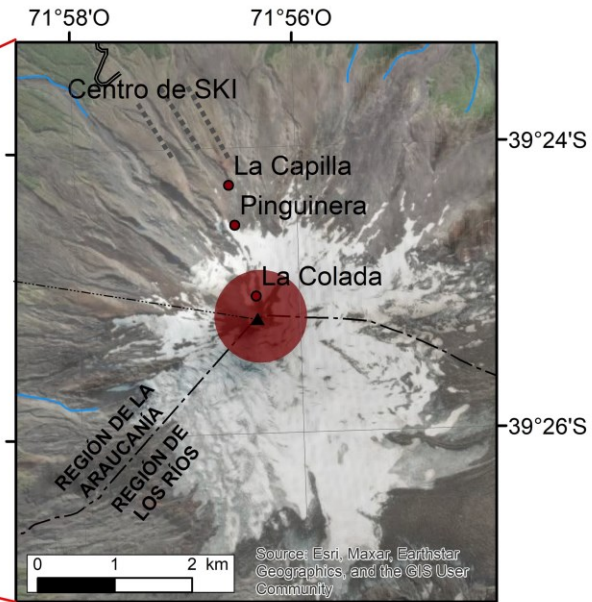 71°58'O
71°56'O
Centro de SKI
39°24'S
La Capilla
Pinguinera
La Colada
REGIÓN DE LA
ARAUCANÍA
REGIÓN DE
LOS RÍOS
39°26'S
0 1 2 km
Source: Esri, Maxar, Earthstar
Geographics, and the GIS User
Community